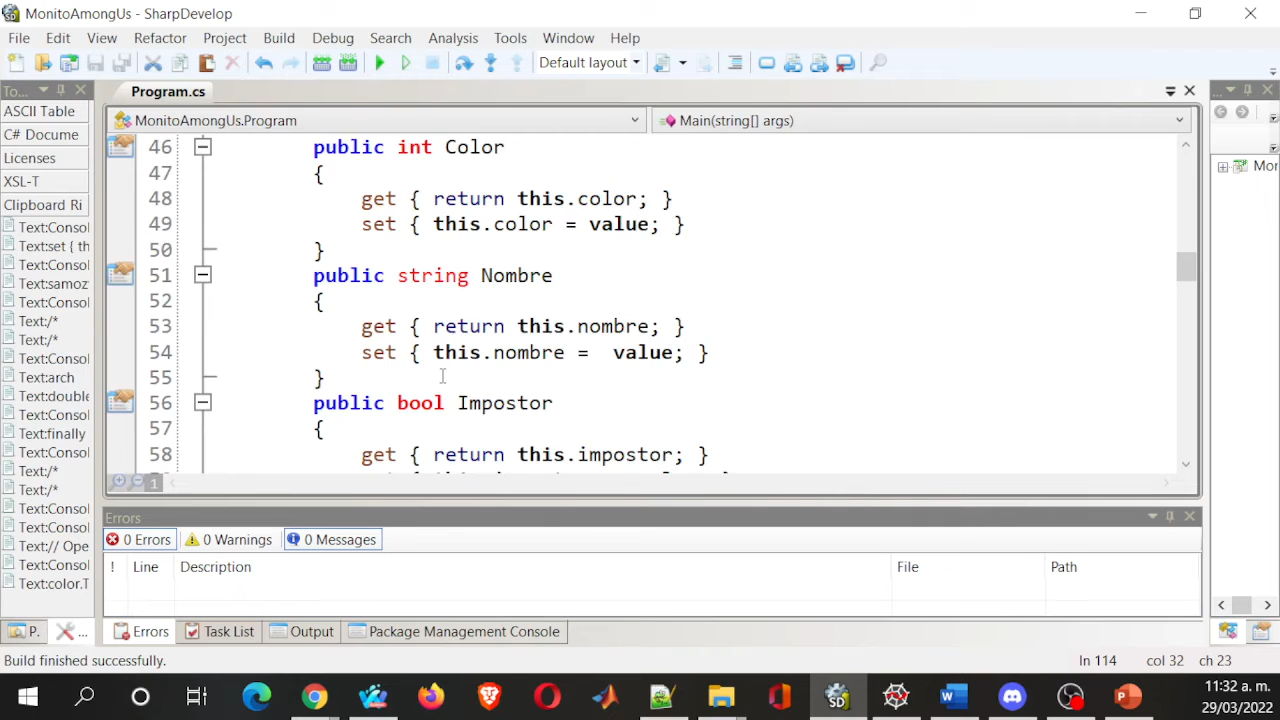 MonitoAmongUs - SharpDevelop
File Edit View Refactor Project Build Debug Search Analysis Tools Window Help
Default layout
To...
Program.cs
...
ASCII Table
C# Docume
Licenses
XSL-T
Clipboard Ri
Text:Consol
Text:set { th
Text:Consol
Text:samoz
Text:Consol
Text:/*
Text:/*
Text:Consol
Text:arch
Text:double
Text:Consol
Text:finally
Text:Consol
Text:/*
Text:/*
Text:Consol
Text:Consol
Text:// Ope
Text:Consol
Text:color.T
MonitoAmongUs.Program
Main(string[] args)
46 public int Color
47 {
48 get { return this.color; }
49 set { this.color = value; }
50 }
51 public string Nombre
52 {
53 get { return this.nombre; }
54 set { this.nombre =  value; }
55 }
56 public bool Impostor
57 {
58 get { return this.impostor; }
1
Mor
Errors
0 Errors 0 Warnings 0 Messages
! Line Description File Path
P. ... Errors Task List Output Package Management Console
Build finished successfully. ln 114 col 32 ch 23
11:32 a. m.
29/03/2022